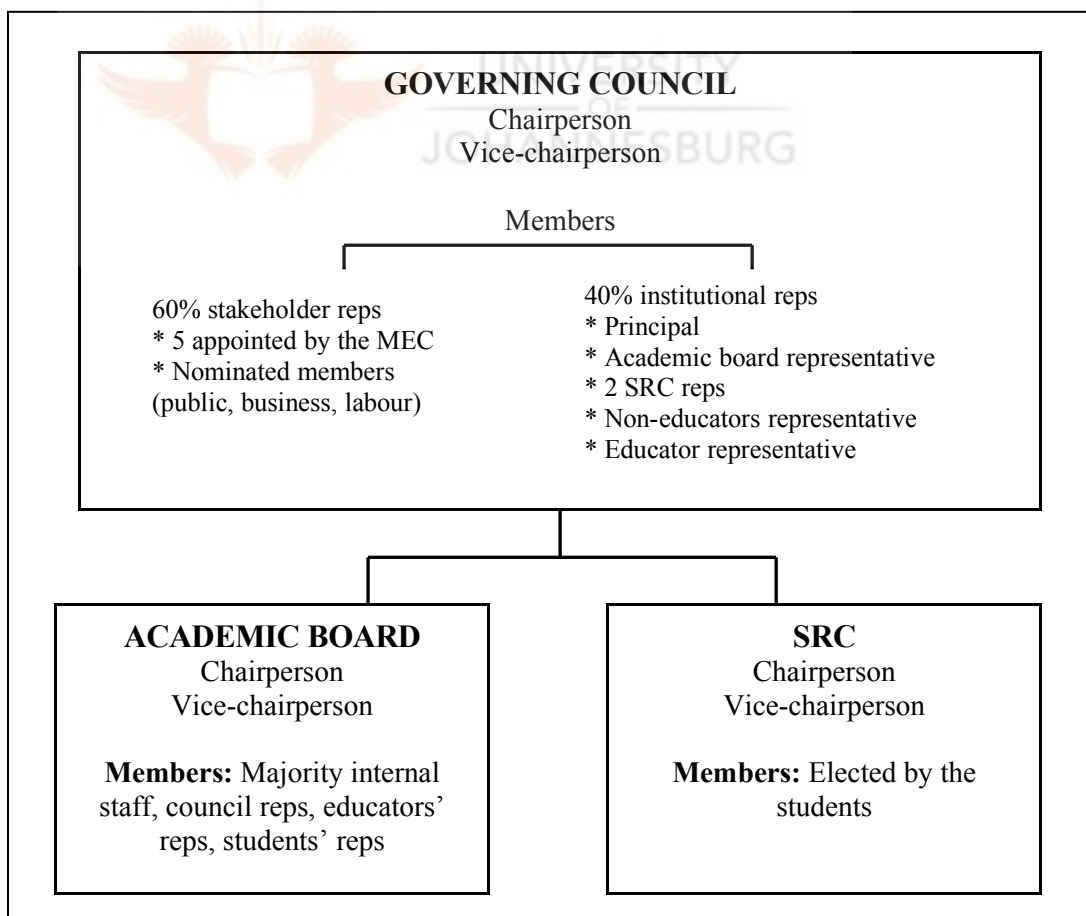 UNIVERSITY
OF
JOHANNESBURG
GOVERNING COUNCIL
Chairperson
Vice-chairperson
Members
60% stakeholder reps
* 5 appointed by the MEC
* Nominated members
(public, business, labour)
40% institutional reps
* Principal
* Academic board representative
* 2 SRC reps
* Non-educators representative
* Educator representative
ACADEMIC BOARD
Chairperson
Vice-chairperson
Members: Majority internal
staff, council reps, educators’
reps, students’ reps
SRC
Chairperson
Vice-chairperson
Members: Elected by the
students